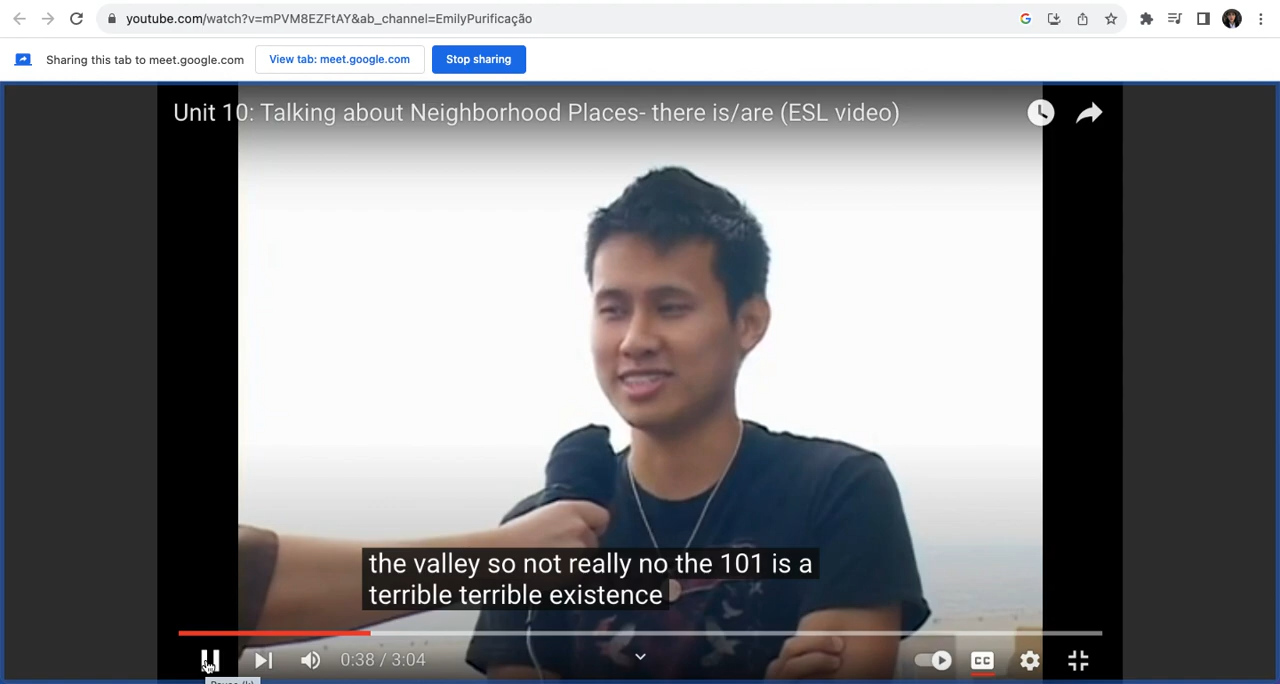 youtube.com/watch?v=mPVM8EZFtAY&ab_channel=EmilyPurificação
Sharing this tab to meet.google.com
View tab: meet.google.com
Stop sharing
Unit 10: Talking about Neighborhood Places- there is/are (ESL video)
the valley so not really no the 101 is a
terrible terrible existence
0:38 / 3:04
CC
Pause (k)